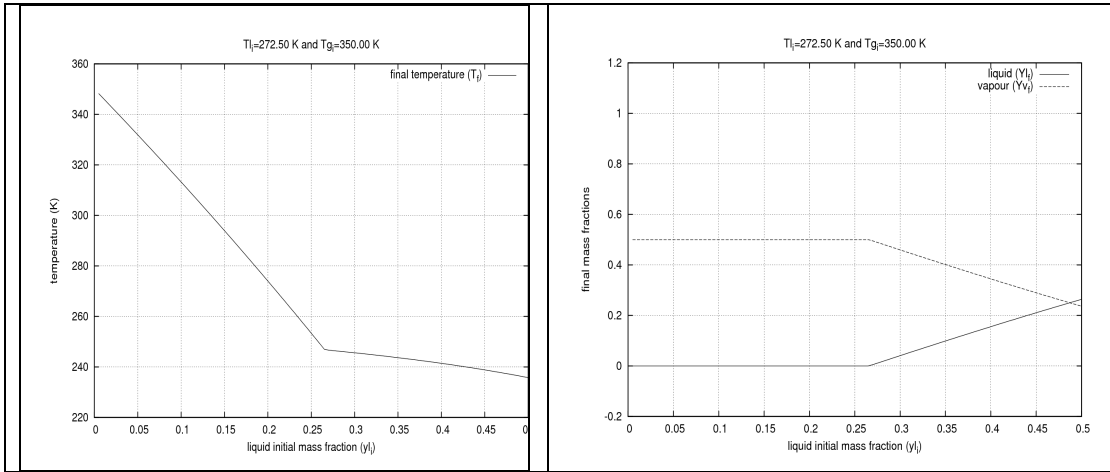 Tl_i=272.50 K and Tg_i=350.00 K
final temperature (T_f)
360
340
320
300
280
260
240
220
temperature (K)
0 0.05 0.1 0.15 0.2 0.25 0.3 0.35 0.4 0.45 0
liquid initial mass fraction (yl_i)
Tl_i=272.50 K and Tg_i=350.00 K
liquid (Yl_f)
vapour (Yv_f)
1.2
1
0.8
0.6
0.4
0.2
0
-0.2
final mass fractions
0 0.05 0.1 0.15 0.2 0.25 0.3 0.35 0.4 0.45 0.5
liquid initial mass fraction (yl_i)